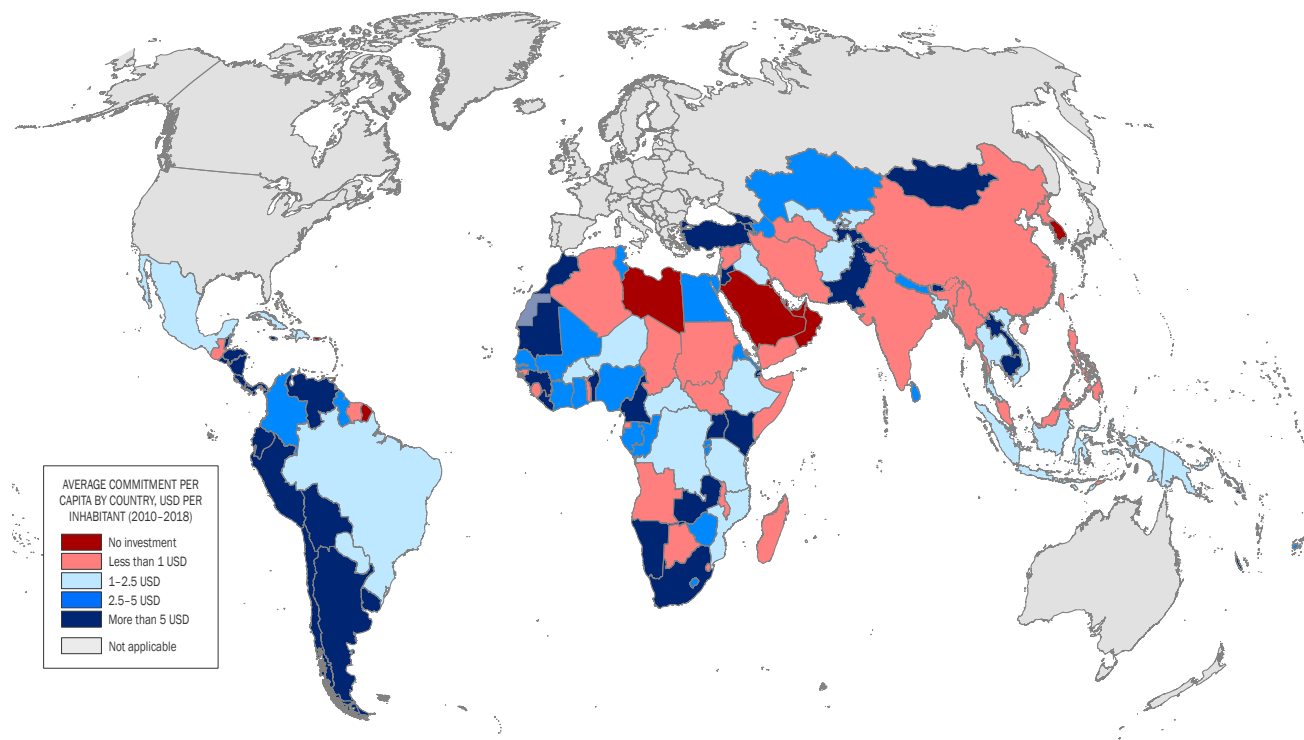 AVERAGE COMMITMENT PER
CAPITA BY COUNTRY, USD PER
INHABITANT (2010–2018)
No investment
Less than 1 USD
1–2.5 USD
2.5–5 USD
More than 5 USD
Not applicable